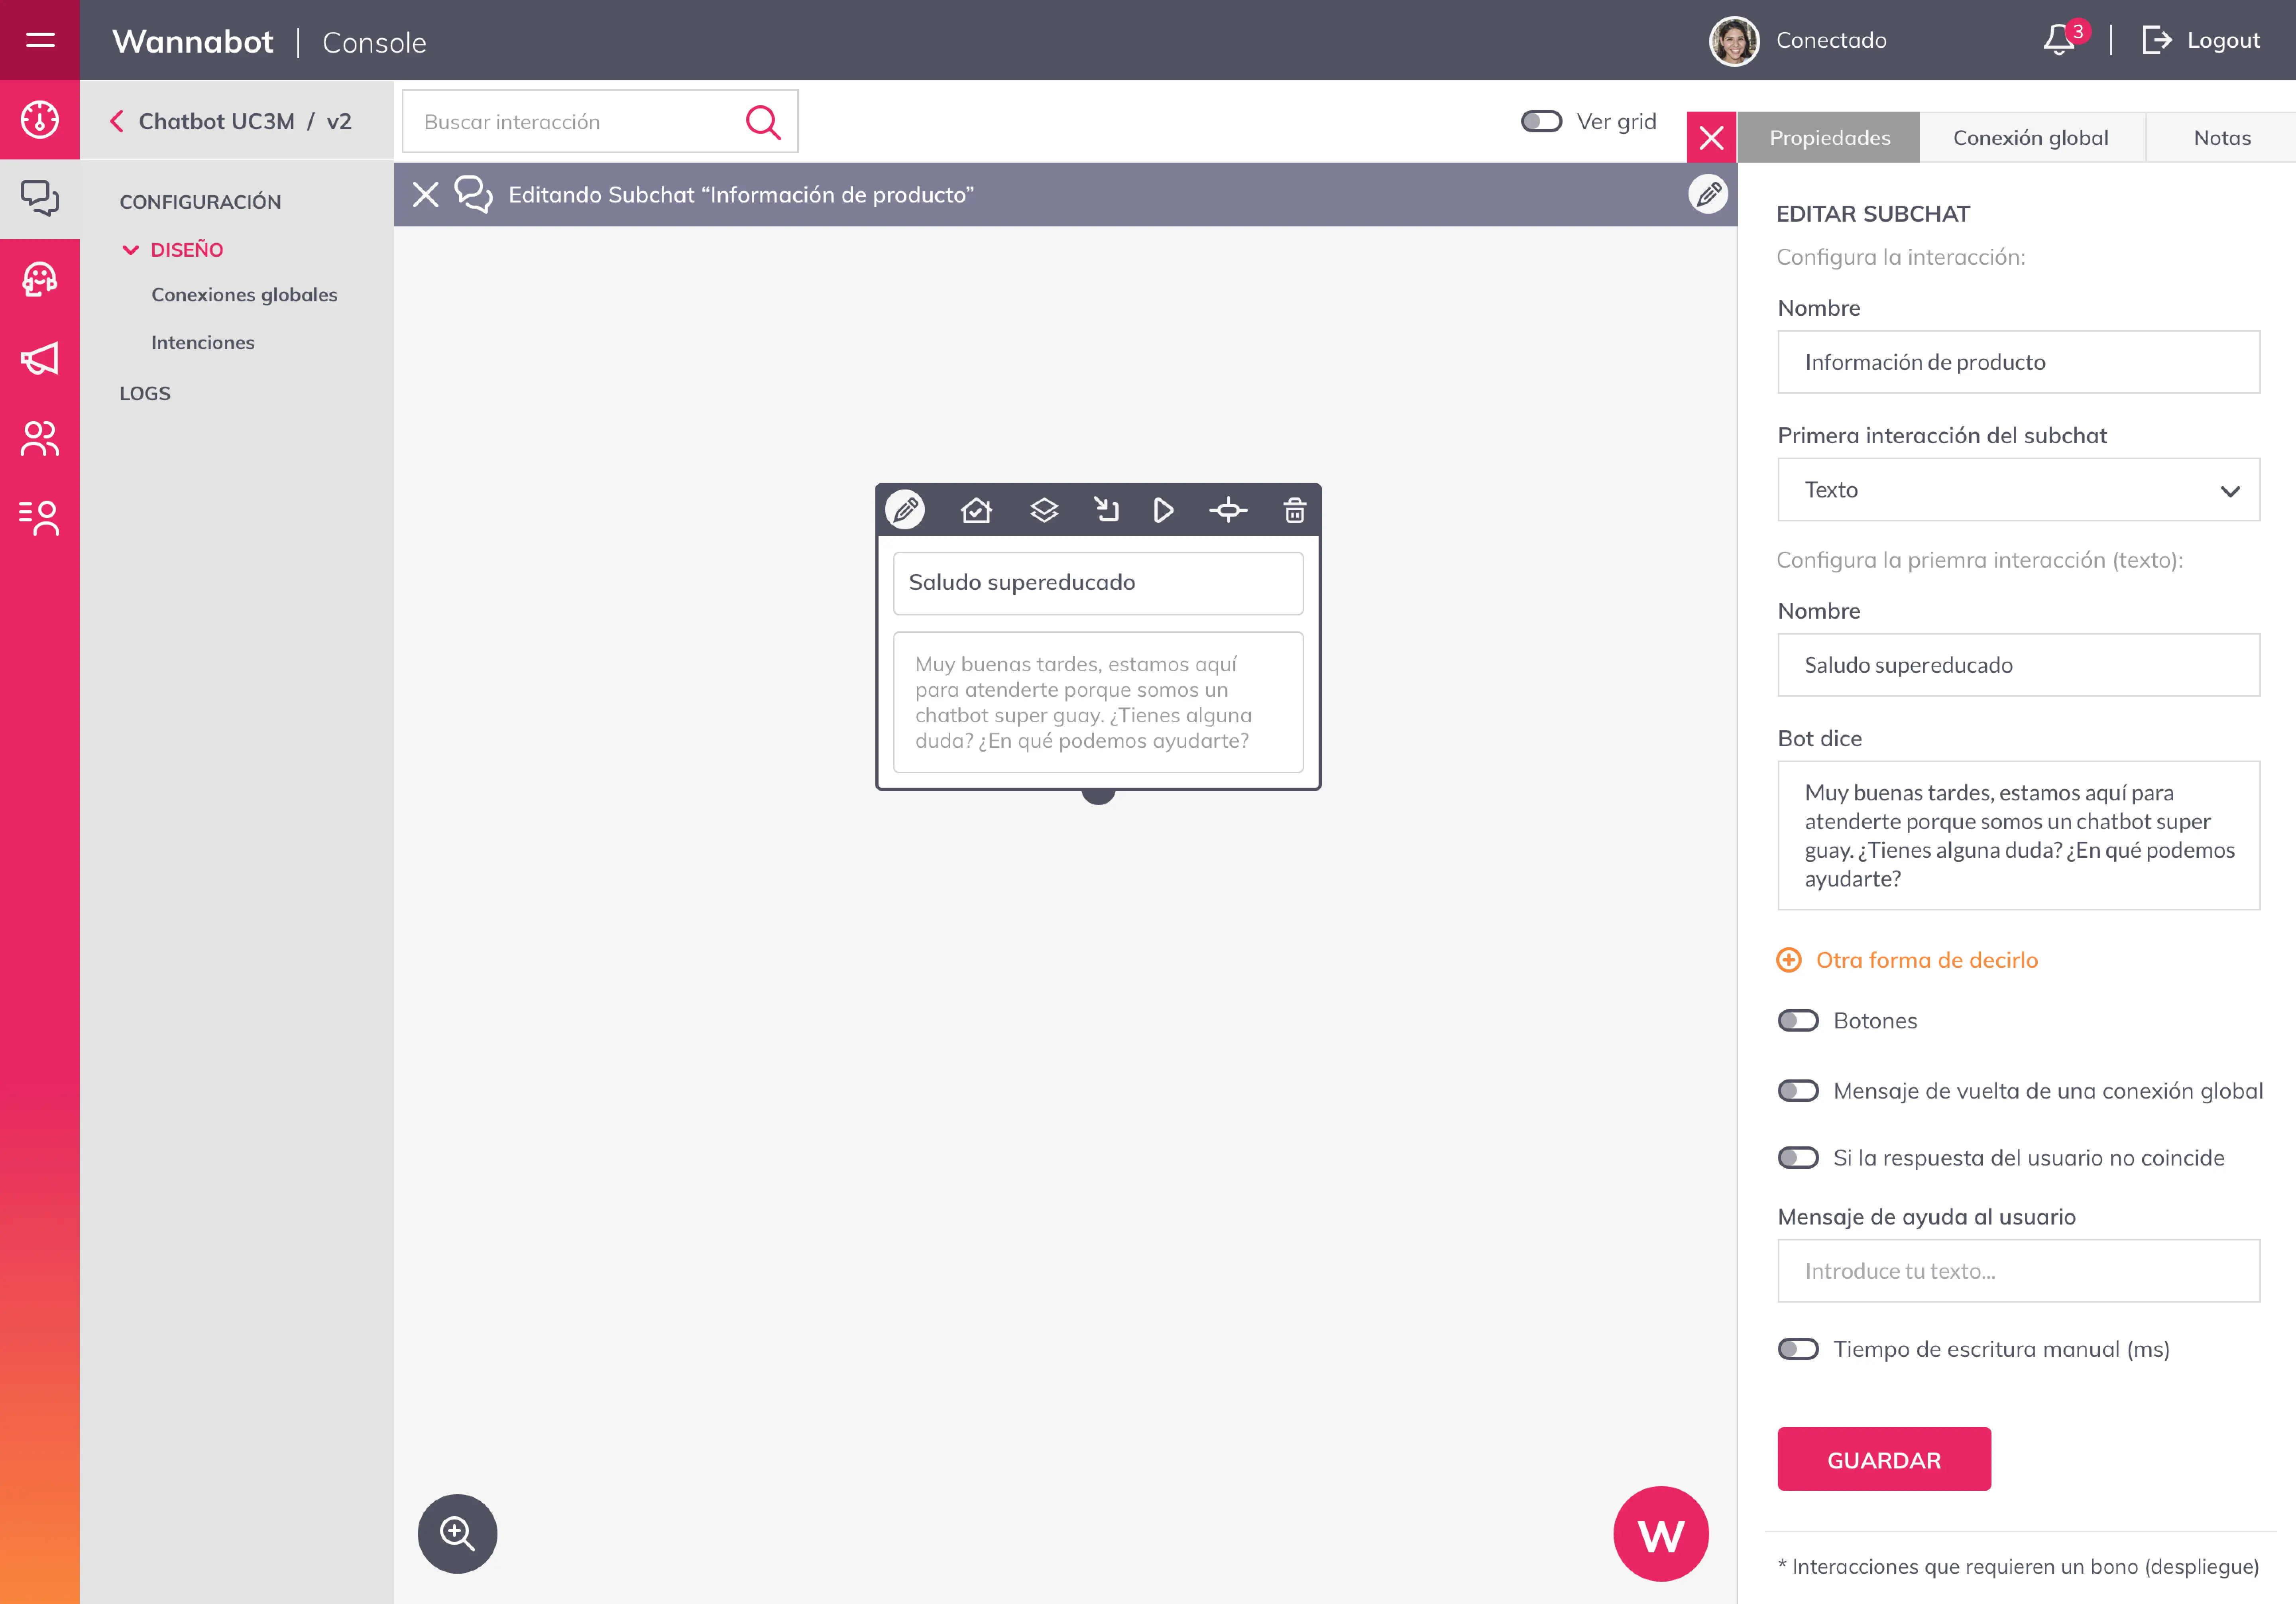 Wannabot | Console
Conectado
3
Logout
Chatbot UC3M / v2
CONFIGURACIÓN
DISEÑO
Conexiones globales
Intenciones
LOGS
Buscar interacción
Ver grid
Editando Subchat “Información de producto”
Saludo supereducado
Muy buenas tardes, estamos aquí
para atenderte porque somos un
chatbot super guay. ¿Tienes alguna
duda? ¿En qué podemos ayudarte?
W
Propiedades
Conexión global
Notas
EDITAR SUBCHAT
Configura la interacción:
Nombre
Información de producto
Primera interacción del subchat
Texto
Configura la priemra interacción (texto):
Nombre
Saludo supereducado
Bot dice
Muy buenas tardes, estamos aquí para
atenderte porque somos un chatbot super
guay. ¿Tienes alguna duda? ¿En qué podemos
ayudarte?
Otra forma de decirlo
Botones
Mensaje de vuelta de una conexión global
Si la respuesta del usuario no coincide
Mensaje de ayuda al usuario
Introduce tu texto...
Tiempo de escritura manual (ms)
GUARDAR
* Interacciones que requieren un bono (despliegue)